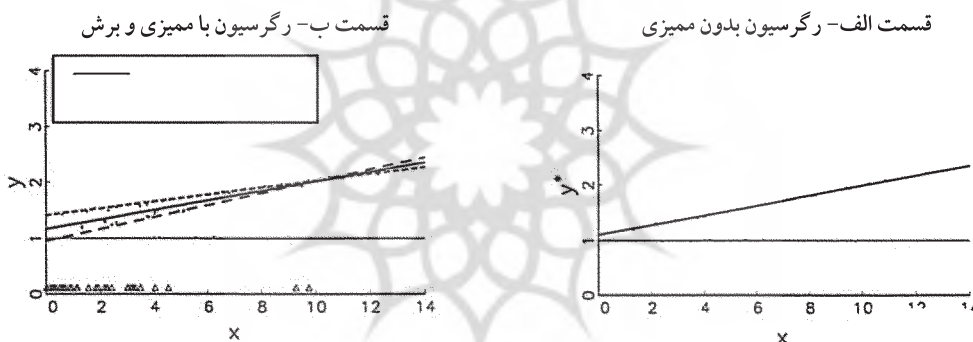 قسمت الف- رگرسیون بدون ممیزی
قسمت ب- رگرسیون با ممیزی و برش
4
3
2
1
0
y
0 2 4 6 8 10 12 14
x
4
3
2
1
0
y*
0 2 4 6 8 10
x